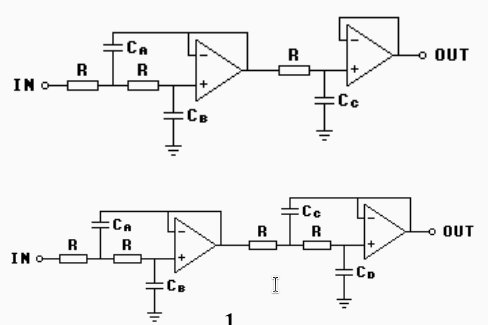 R
OUT
C_A
IN R R
C_B
C_C
C_C
R R
OUT
C_A
IN R R
C_B
C_D
1